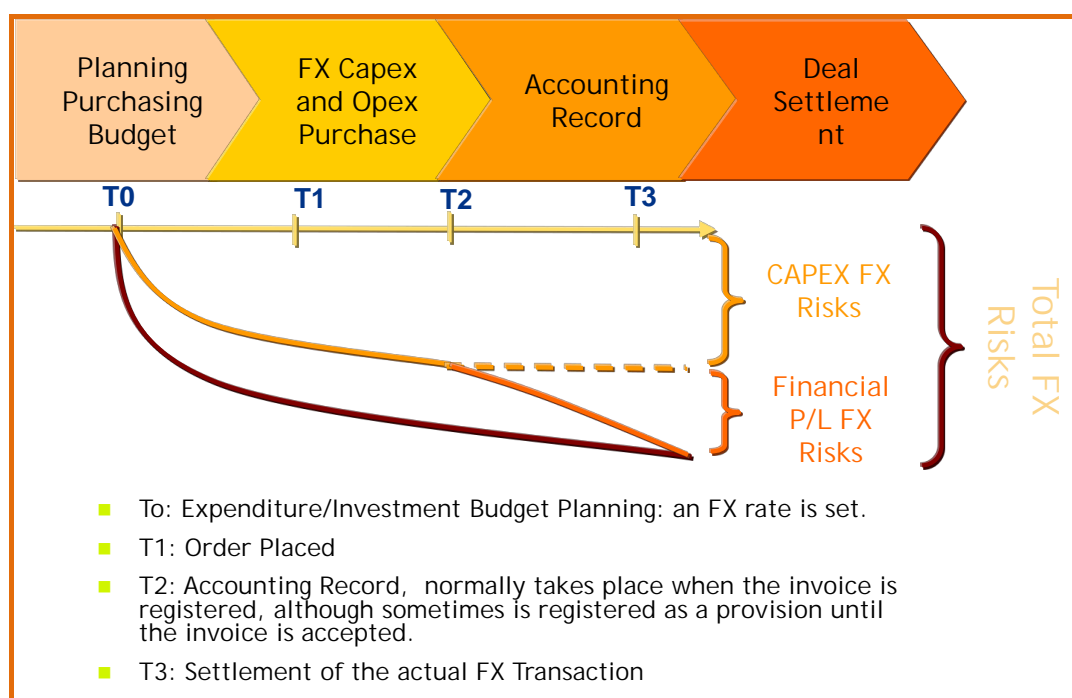 Planning
Purchasing
Budget
FX Capex
and Opex
Purchase
Accounting
Record
Deal
Settleme
nt
T0
T1
T2
T3
CAPEX FX
Risks
Financial
P/L FX
Risks
Total FX
Risks
To: Expenditure/Investment Budget Planning: an FX rate is set.
T1: Order Placed
T2: Accounting Record, normally takes place when the invoice is
registered, although sometimes is registered as a provision until
the invoice is accepted.
T3: Settlement of the actual FX Transaction